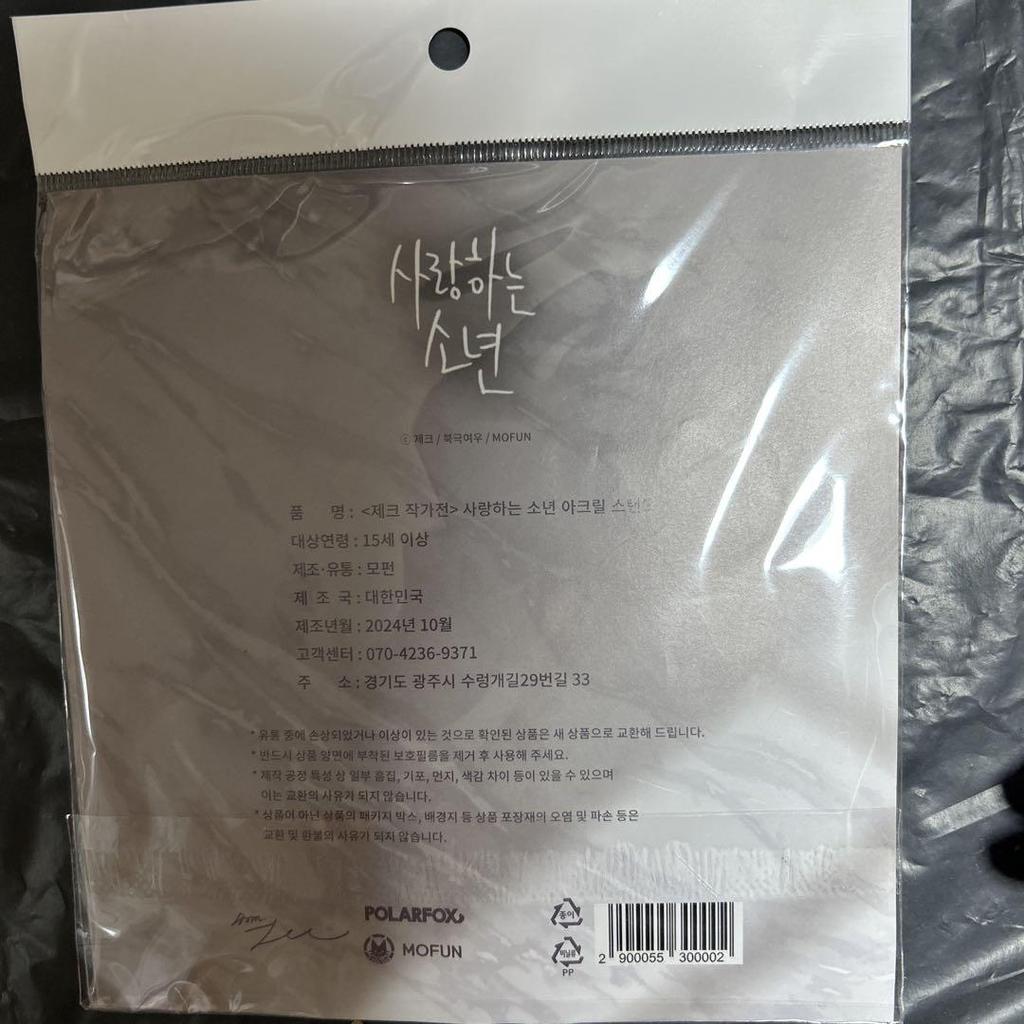 사랑하는
소년
ⓒ 제크 / 북극여우 / MOFUN
품 명 : <제크 작가전> 사랑하는 소년 아크릴 스탠드
대상연령 : 15세 이상
제조·유통 : 모펀
제 조 국 : 대한민국
제조년월 : 2024년 10월
고객센터 : 070-4236-9371
주 소 : 경기도 광주시 수렁개길29번길 33
* 유통 중에 손상되었거나 이상이 있는 것으로 확인된 상품은 새 상품으로 교환해 드립니다.
* 반드시 상품 양면에 부착된 보호필름을 제거 후 사용해 주세요.
* 제작 공정 특성 상 일부 흠집, 기포, 먼지, 색감 차이 등이 있을 수 있으며
이는 교환의 사유가 되지 않습니다.
* 상품이 아닌 상품의 패키지 박스, 배경지 등 상품 포장재의 오염 및 파손 등은
교환 및 환불의 사유가 되지 않습니다.
from
POLARFOX
MOFUN
종이
비닐류
PP
2 900055 300002